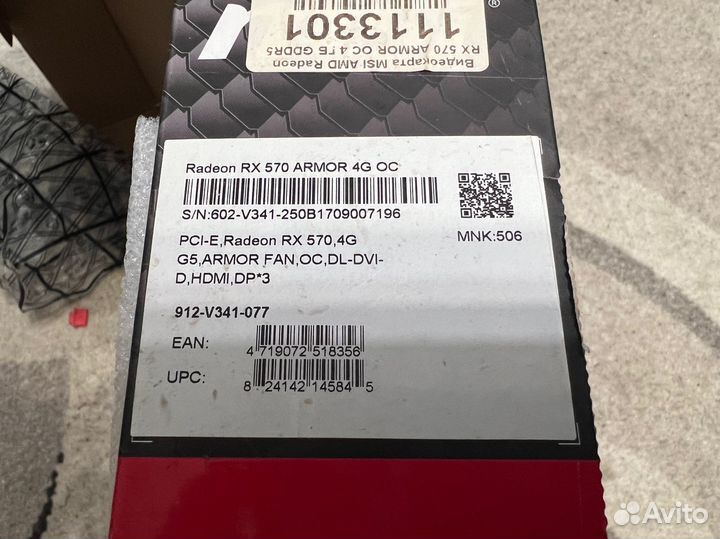 ®
1113301
Видеокарта MSI AMD Radeon
RX 570 ARMOR OC 4 ГБ GDDR5
Radeon RX 570 ARMOR 4G OC
S/N:602-V341-250B1709007196
PCI-E,Radeon RX 570,4G
G5,ARMOR FAN,OC,DL-DVI-
D,HDMI,DP*3
MNK:506
912-V341-077
EAN:
4 719072 518356
UPC:
8 24142 14584 5
Avito